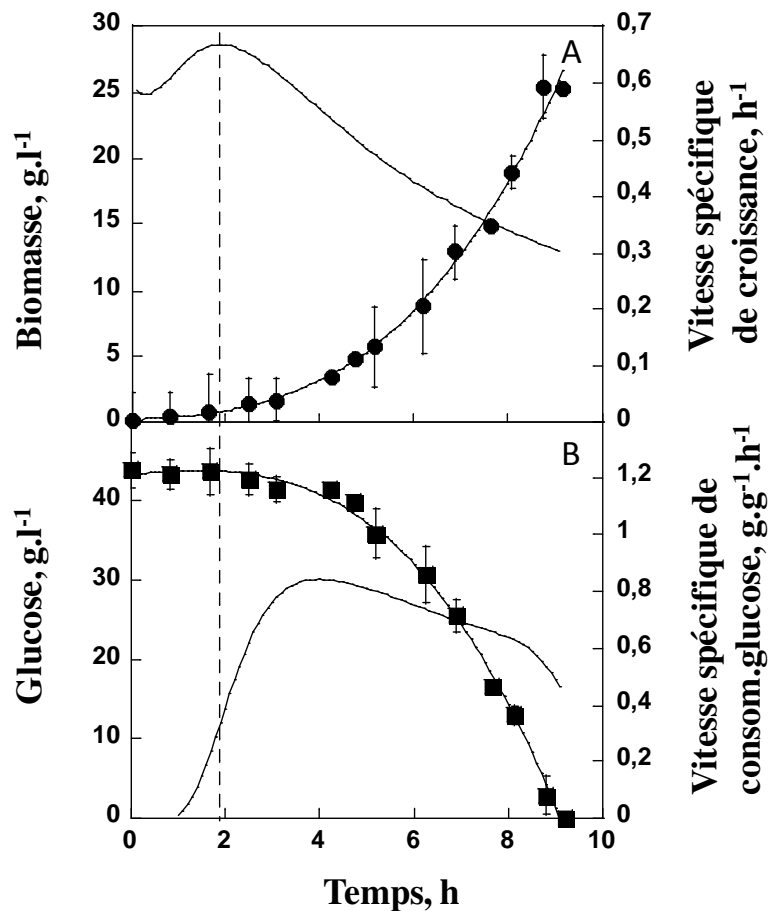 A
Biomasse, g.l-1
30
25
20
15
10
5
0
0,7
0,6
0,5
0,4
0,3
0,2
0,1
0
Vitesse spécifique
de croissance, h-1
B
Glucose, g.l-1
40
30
20
10
0
1,2
1
0,8
0,6
0,4
0,2
0
Vitesse spécifique de
consom.glucose, g.g-1.h-1
0 2 4 6 8 10
Temps, h